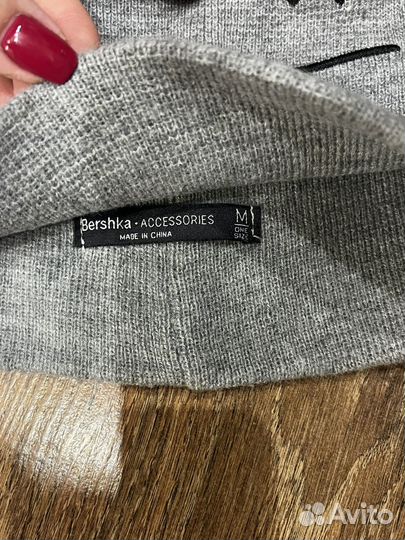 Bershka • ACCESSORIES
MADE IN CHINA
M
ONE
SIZE
Avito